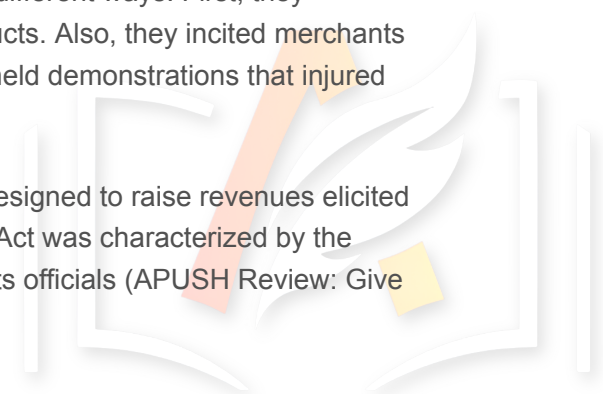 different ways. First, they
ucts. Also, they incited merchants
held demonstrations that injured
esigned to raise revenues elicited
Act was characterized by the
ts officials (APUSH Review: Give